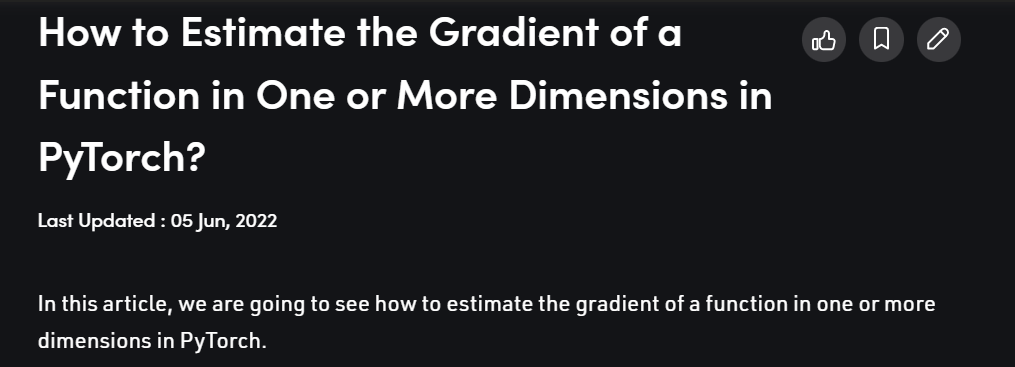 How to Estimate the Gradient of a
Function in One or More Dimensions in
PyTorch?
Last Updated : 05 Jun, 2022
In this article, we are going to see how to estimate the gradient of a function in one or more
dimensions in PyTorch.